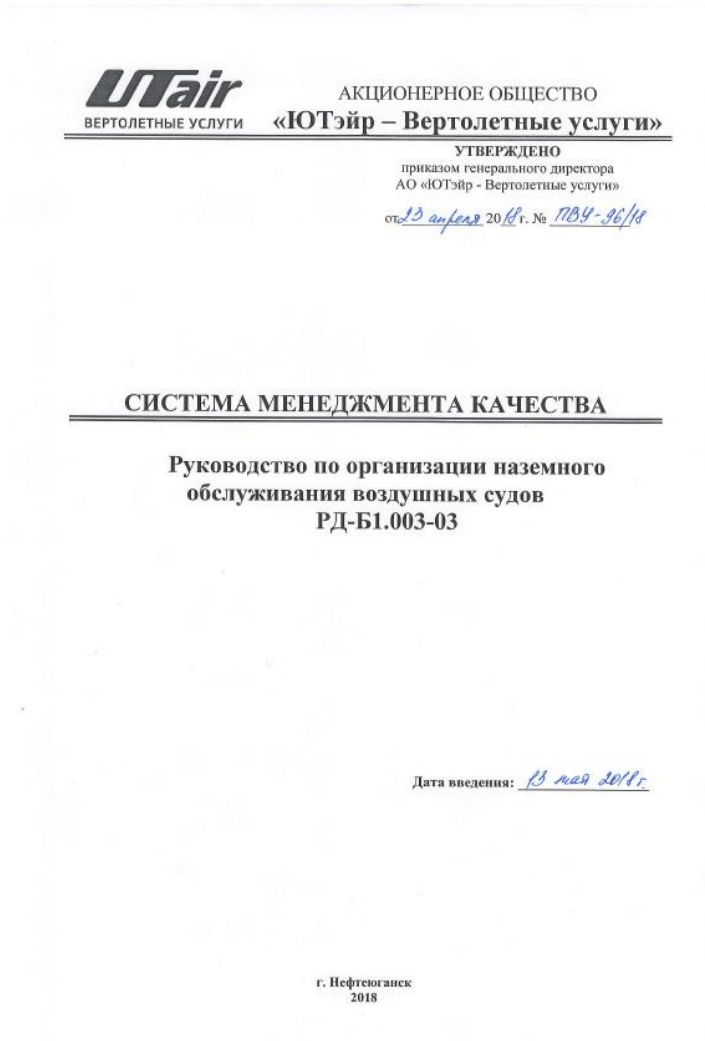 UTair
ВЕРТОЛЕТНЫЕ УСЛУГИ
АКЦИОНЕРНОЕ ОБЩЕСТВО
«ЮТэйр – Вертолетные услуги»
УТВЕРЖДЕНО
приказом генерального директора
АО «ЮТэйр - Вертолетные услуги»
от 23 апреля 2018 г. № ПВУ-96/18
СИСТЕМА МЕНЕДЖМЕНТА КАЧЕСТВА
Руководство по организации наземного
обслуживания воздушных судов
РД-Б1.003-03
Дата введения: 13 мая 2018 г.
г. Нефтеюганск
2018